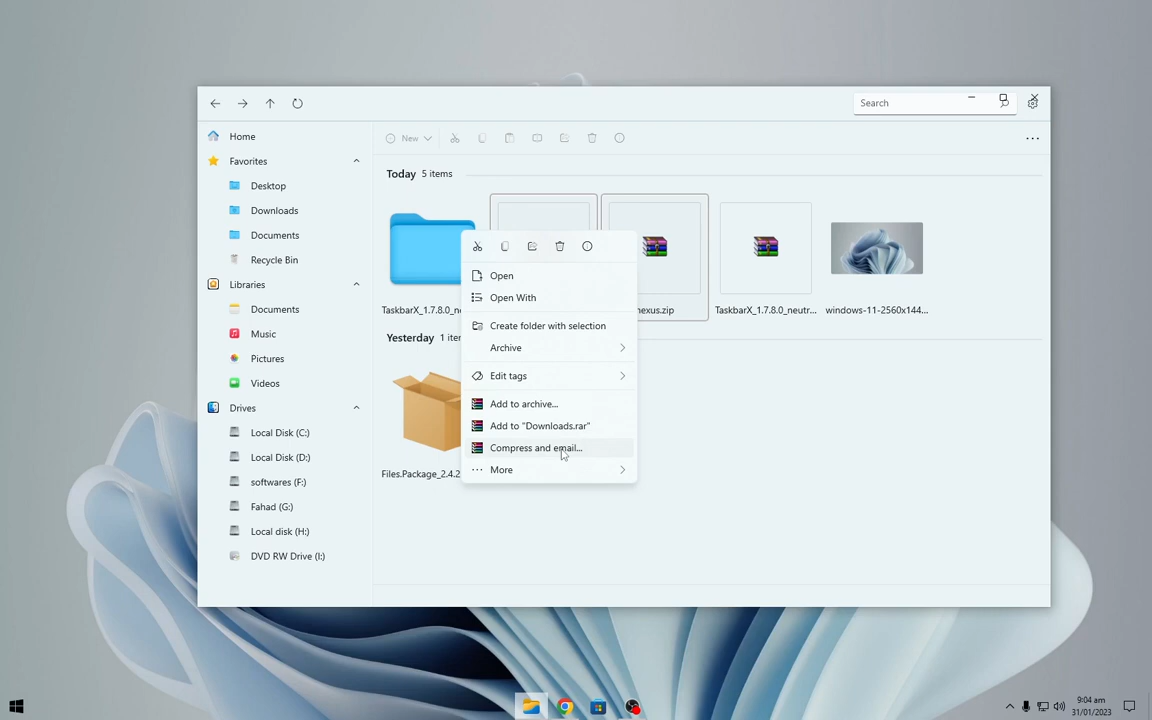 Search
Home
Favorites
Desktop
Downloads
Documents
Recycle Bin
Libraries
Documents
Music
Pictures
Videos
Drives
Local Disk (C:)
Local Disk (D:)
softwares (F:)
Fahad (G:)
Local disk (H:)
DVD RW Drive (I:)
New
Today 5 items
TaskbarX_1.7.8.0_ne
nexus.zip
TaskbarX_1.7.8.0_neutr...
windows-11-2560x144...
Yesterday 1 iter
Files.Package_2.4.2
Open
Open With
Create folder with selection
Archive
Edit tags
Add to archive...
Add to "Downloads.rar"
Compress and email...
More
9:04 am
31/01/2023